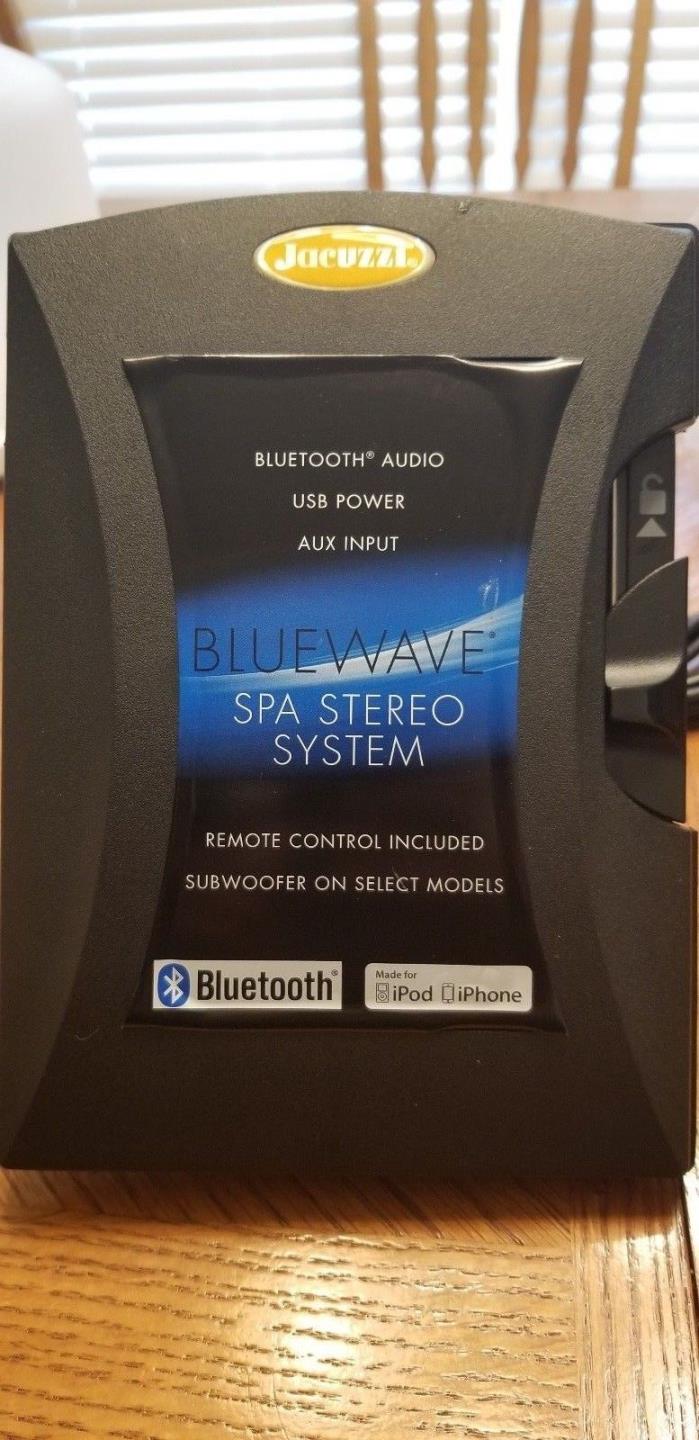 Jacuzzi®
BLUETOOTH® AUDIO
USB POWER
AUX INPUT
BLUEWAVE®
SPA STEREO
SYSTEM
REMOTE CONTROL INCLUDED
SUBWOOFER ON SELECT MODELS
Bluetooth®
Made for
iPod iPhone